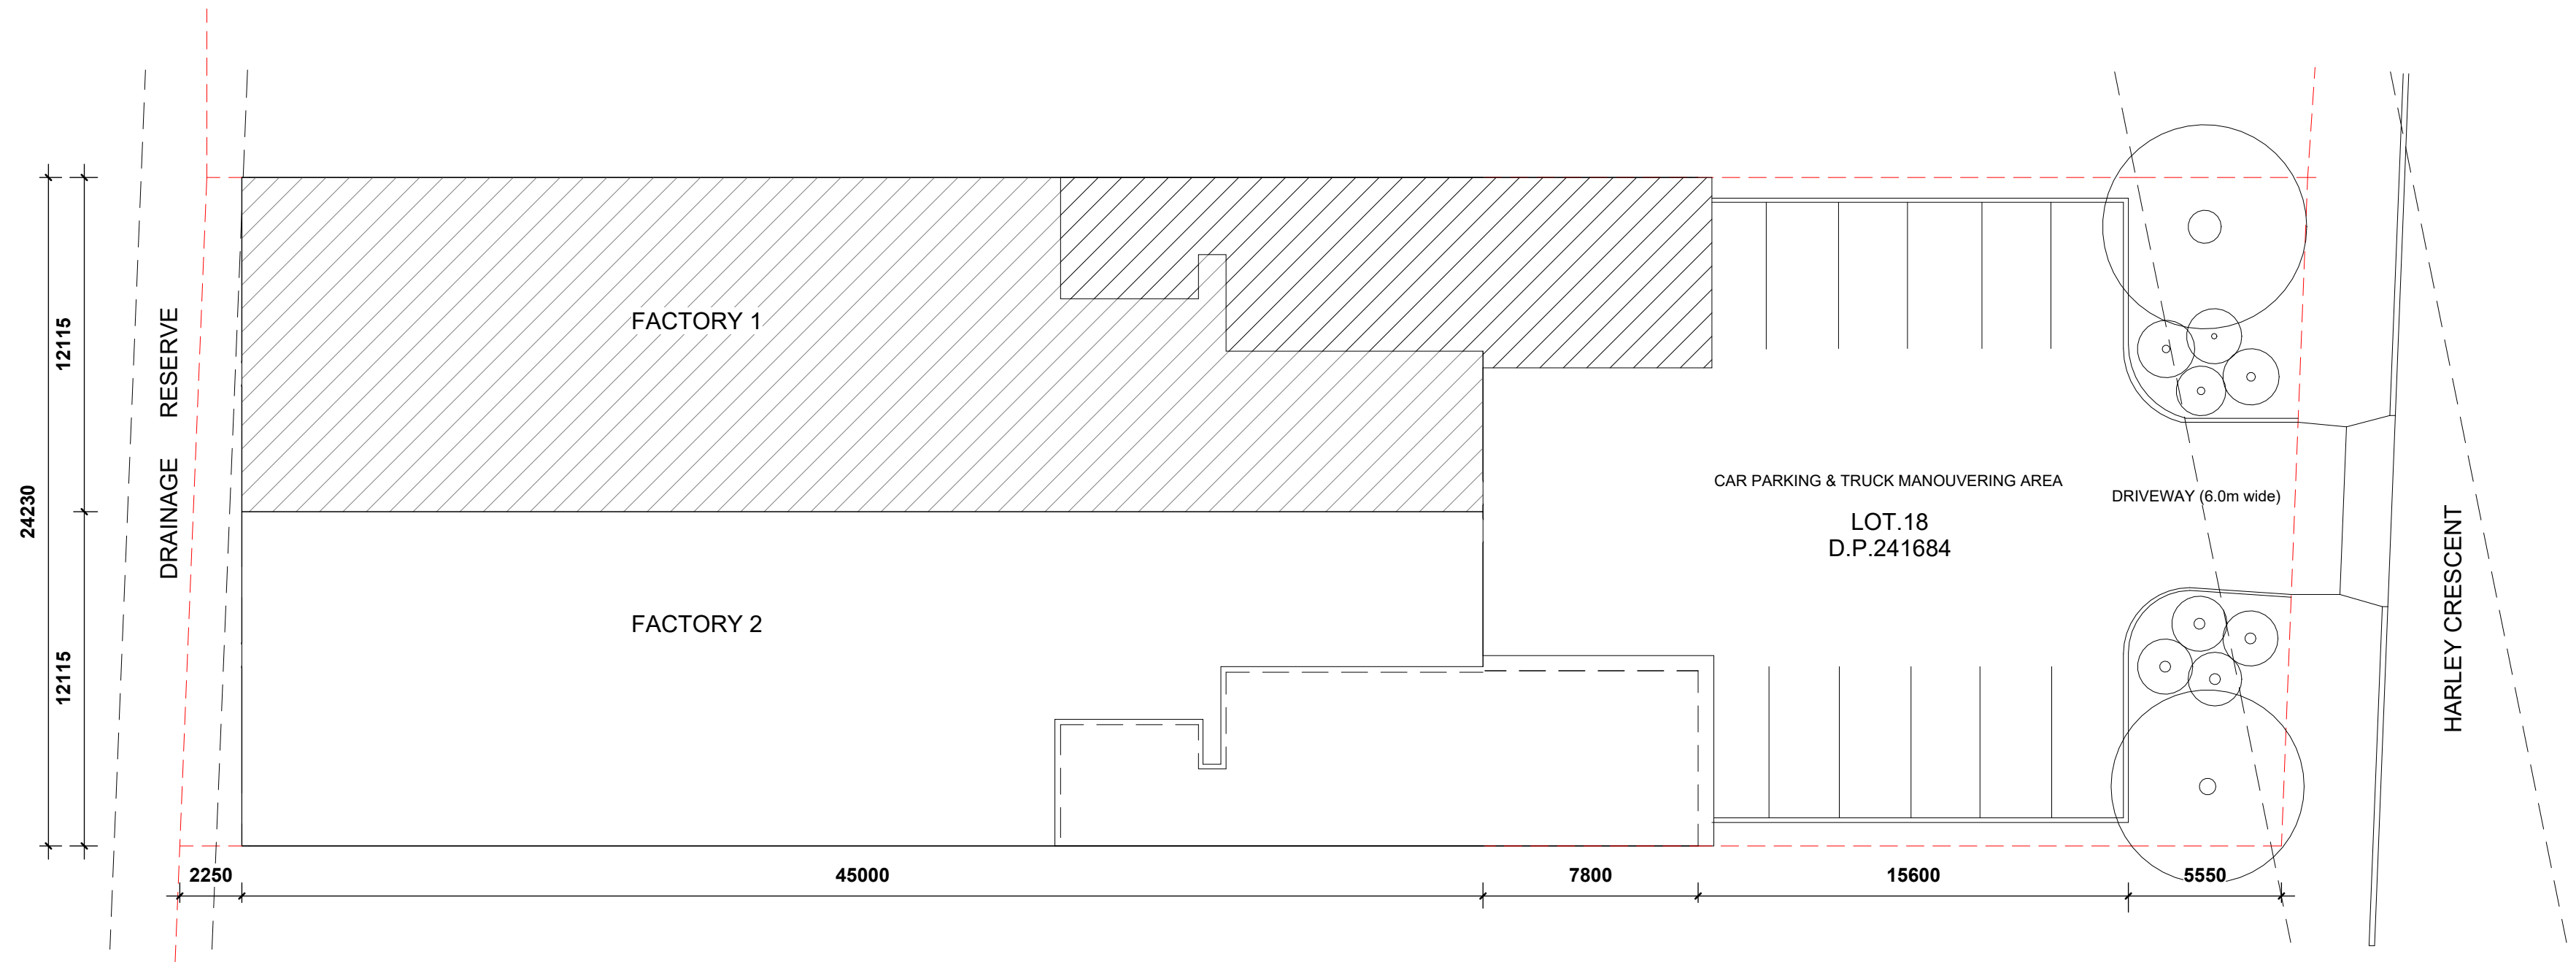 24230
12115
12115
DRAINAGE RESERVE
FACTORY 1
FACTORY 2
CAR PARKING & TRUCK MANOUVERING AREA
LOT.18
D.P.241684
DRIVEWAY (6.0m wide)
HARLEY CRESCENT
2250
45000
7800
15600
5550